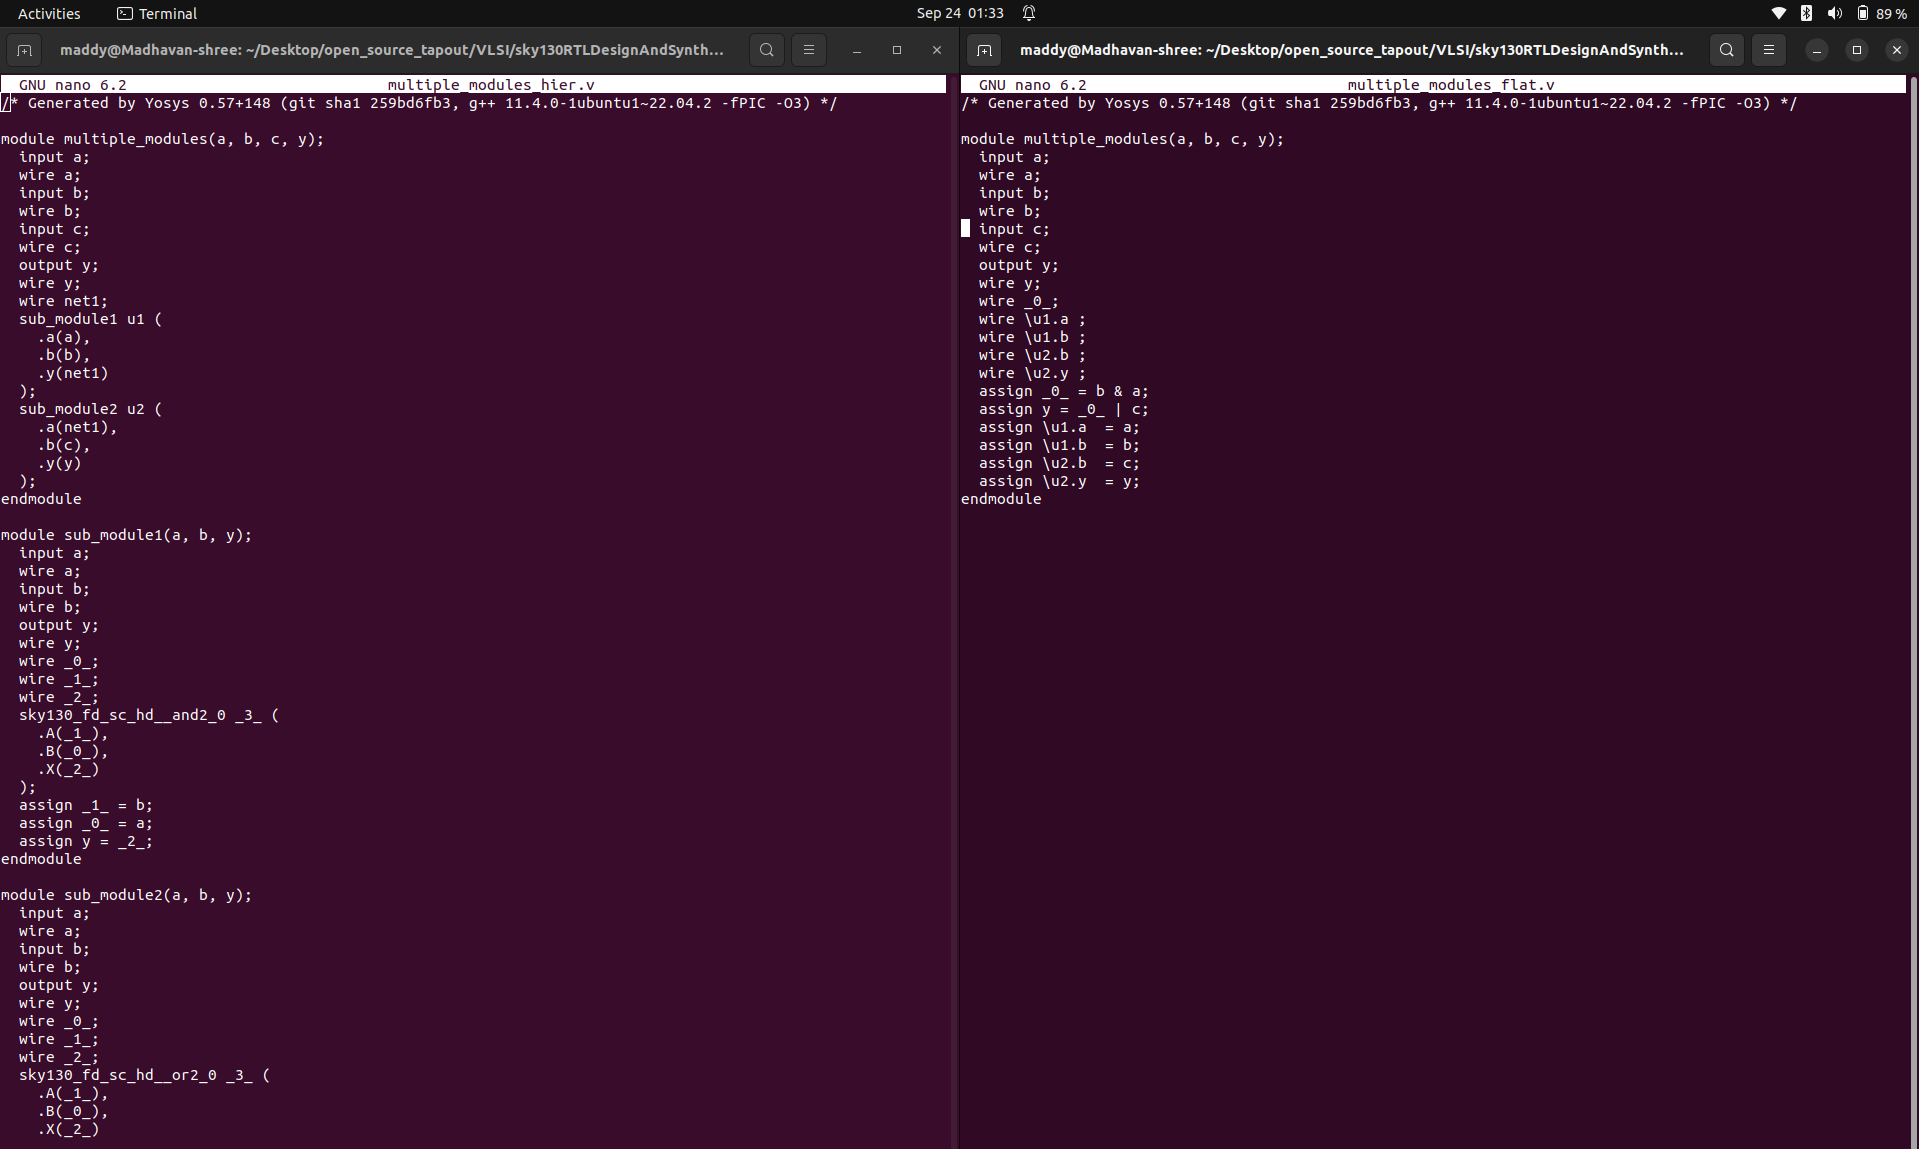 Activities
Terminal
Sep 24 01:33
89 %
maddy@Madhavan-shree: ~/Desktop/open_source_tapout/VLSI/sky130RTLDesignAndSynth...
GNU nano 6.2 multiple_modules_hier.v
/* Generated by Yosys 0.57+148 (git sha1 259bd6fb3, g++ 11.4.0-1ubuntu1~22.04.2 -fPIC -O3) */
module multiple_modules(a, b, c, y);
input a;
wire a;
input b;
wire b;
input c;
wire c;
output y;
wire y;
wire net1;
sub_module1 u1 (
.a(a),
.b(b),
.y(net1)
);
sub_module2 u2 (
.a(net1),
.b(c),
.y(y)
);
endmodule
module sub_module1(a, b, y);
input a;
wire a;
input b;
wire b;
output y;
wire y;
wire _0_;
wire _1_;
wire _2_;
sky130_fd_sc_hd__and2_0 _3_ (
.A(_1_),
.B(_0_),
.X(_2_)
);
assign _1_ = b;
assign _0_ = a;
assign y = _2_;
endmodule
module sub_module2(a, b, y);
input a;
wire a;
input b;
wire b;
output y;
wire y;
wire _0_;
wire _1_;
wire _2_;
sky130_fd_sc_hd__or2_0 _3_ (
.A(_1_),
.B(_0_),
.X(_2_)
maddy@Madhavan-shree: ~/Desktop/open_source_tapout/VLSI/sky130RTLDesignAndSynth...
GNU nano 6.2 multiple_modules_flat.v
/* Generated by Yosys 0.57+148 (git sha1 259bd6fb3, g++ 11.4.0-1ubuntu1~22.04.2 -fPIC -O3) */
module multiple_modules(a, b, c, y);
input a;
wire a;
input b;
wire b;
input c;
wire c;
output y;
wire y;
wire _0_;
wire \u1.a ;
wire \u1.b ;
wire \u2.b ;
wire \u2.y ;
assign _0_ = b & a;
assign y = _0_ | c;
assign \u1.a  = a;
assign \u1.b  = b;
assign \u2.b  = c;
assign \u2.y  = y;
endmodule